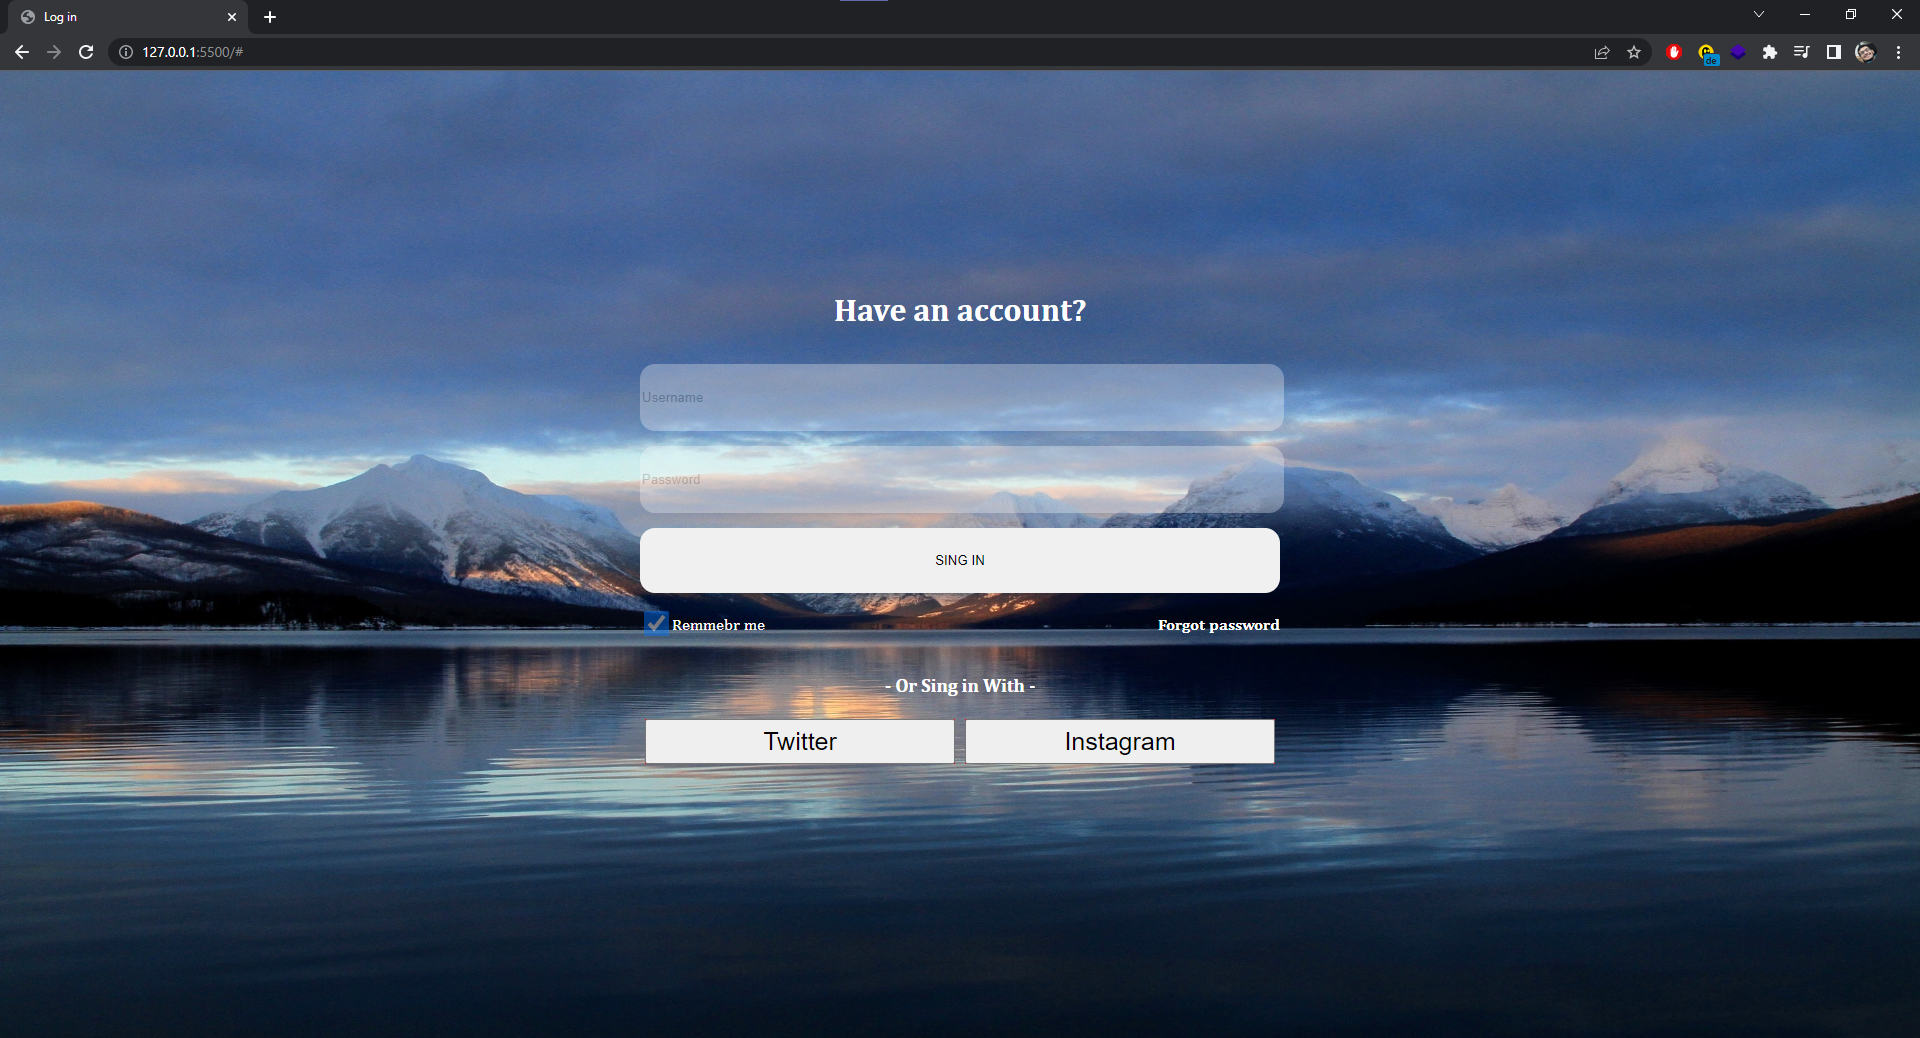 Log in
127.0.0.1:5500/#
de
Have an account?
Username
Password
SING IN
Remmebr me
Forgot password
- Or Sing in With -
Twitter
Instagram